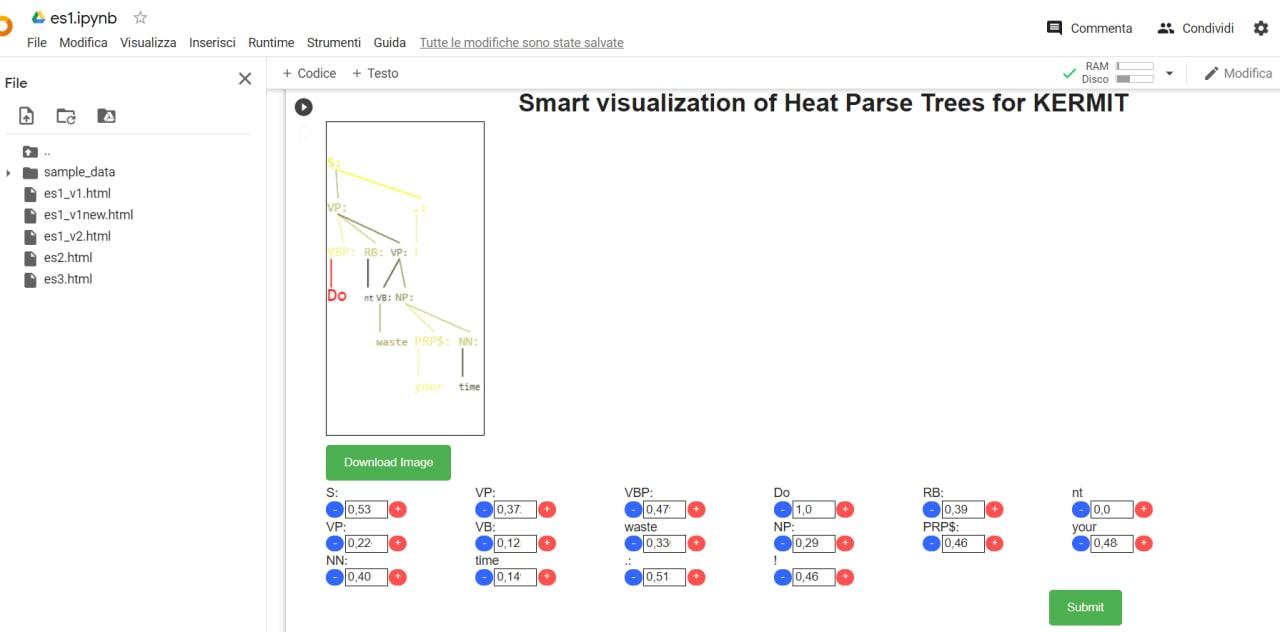 es1.ipynb
File Modifica Visualizza Inserisci Runtime Strumenti Guida Tutte le modifiche sono state salvate
Commenta Condividi
File
+ Codice + Testo
RAM
Disco
Modifica
..
sample_data
es1_v1.html
es1_v1new.html
es1_v2.html
es2.html
es3.html
Smart visualization of Heat Parse Trees for KERMIT
S:
VP: .:
VBP: RB: VP: !
Do nt VB: NP:
waste PRP$: NN:
your time
Download Image
S: VP: VBP: Do RB: nt
- 0,53 + - 0,37 + - 0,47 + - 1,0 + - 0,39 + - 0,0 +
VP: VB: waste NP: PRP$: your
- 0,22 + - 0,12 + - 0,33 + - 0,29 + - 0,46 + - 0,48 +
NN: time .: !
- 0,40 + - 0,14 + - 0,51 + - 0,46 +
Submit